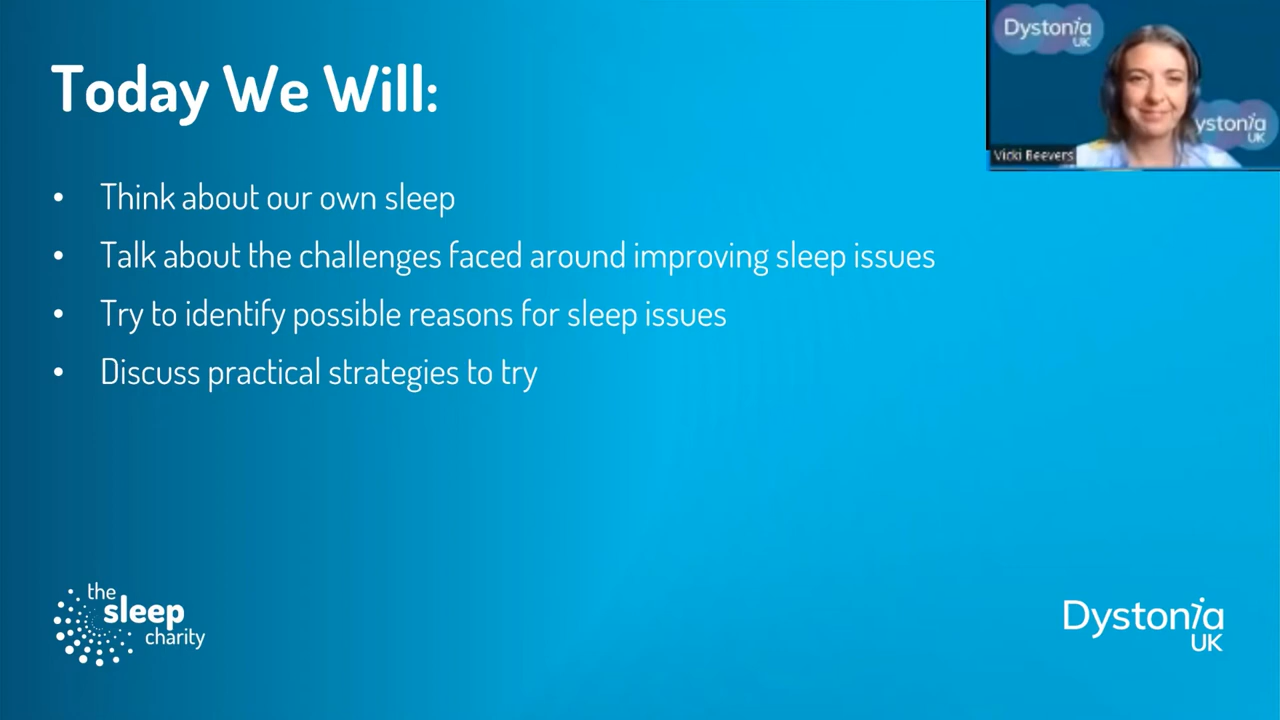 Today We Will:
• Think about our own sleep
• Talk about the challenges faced around improving sleep issues
• Try to identify possible reasons for sleep issues
• Discuss practical strategies to try
Dystonia
UK
ystonia
UK
Vicki Beevers
the
sleep
charity
Dystonia
UK